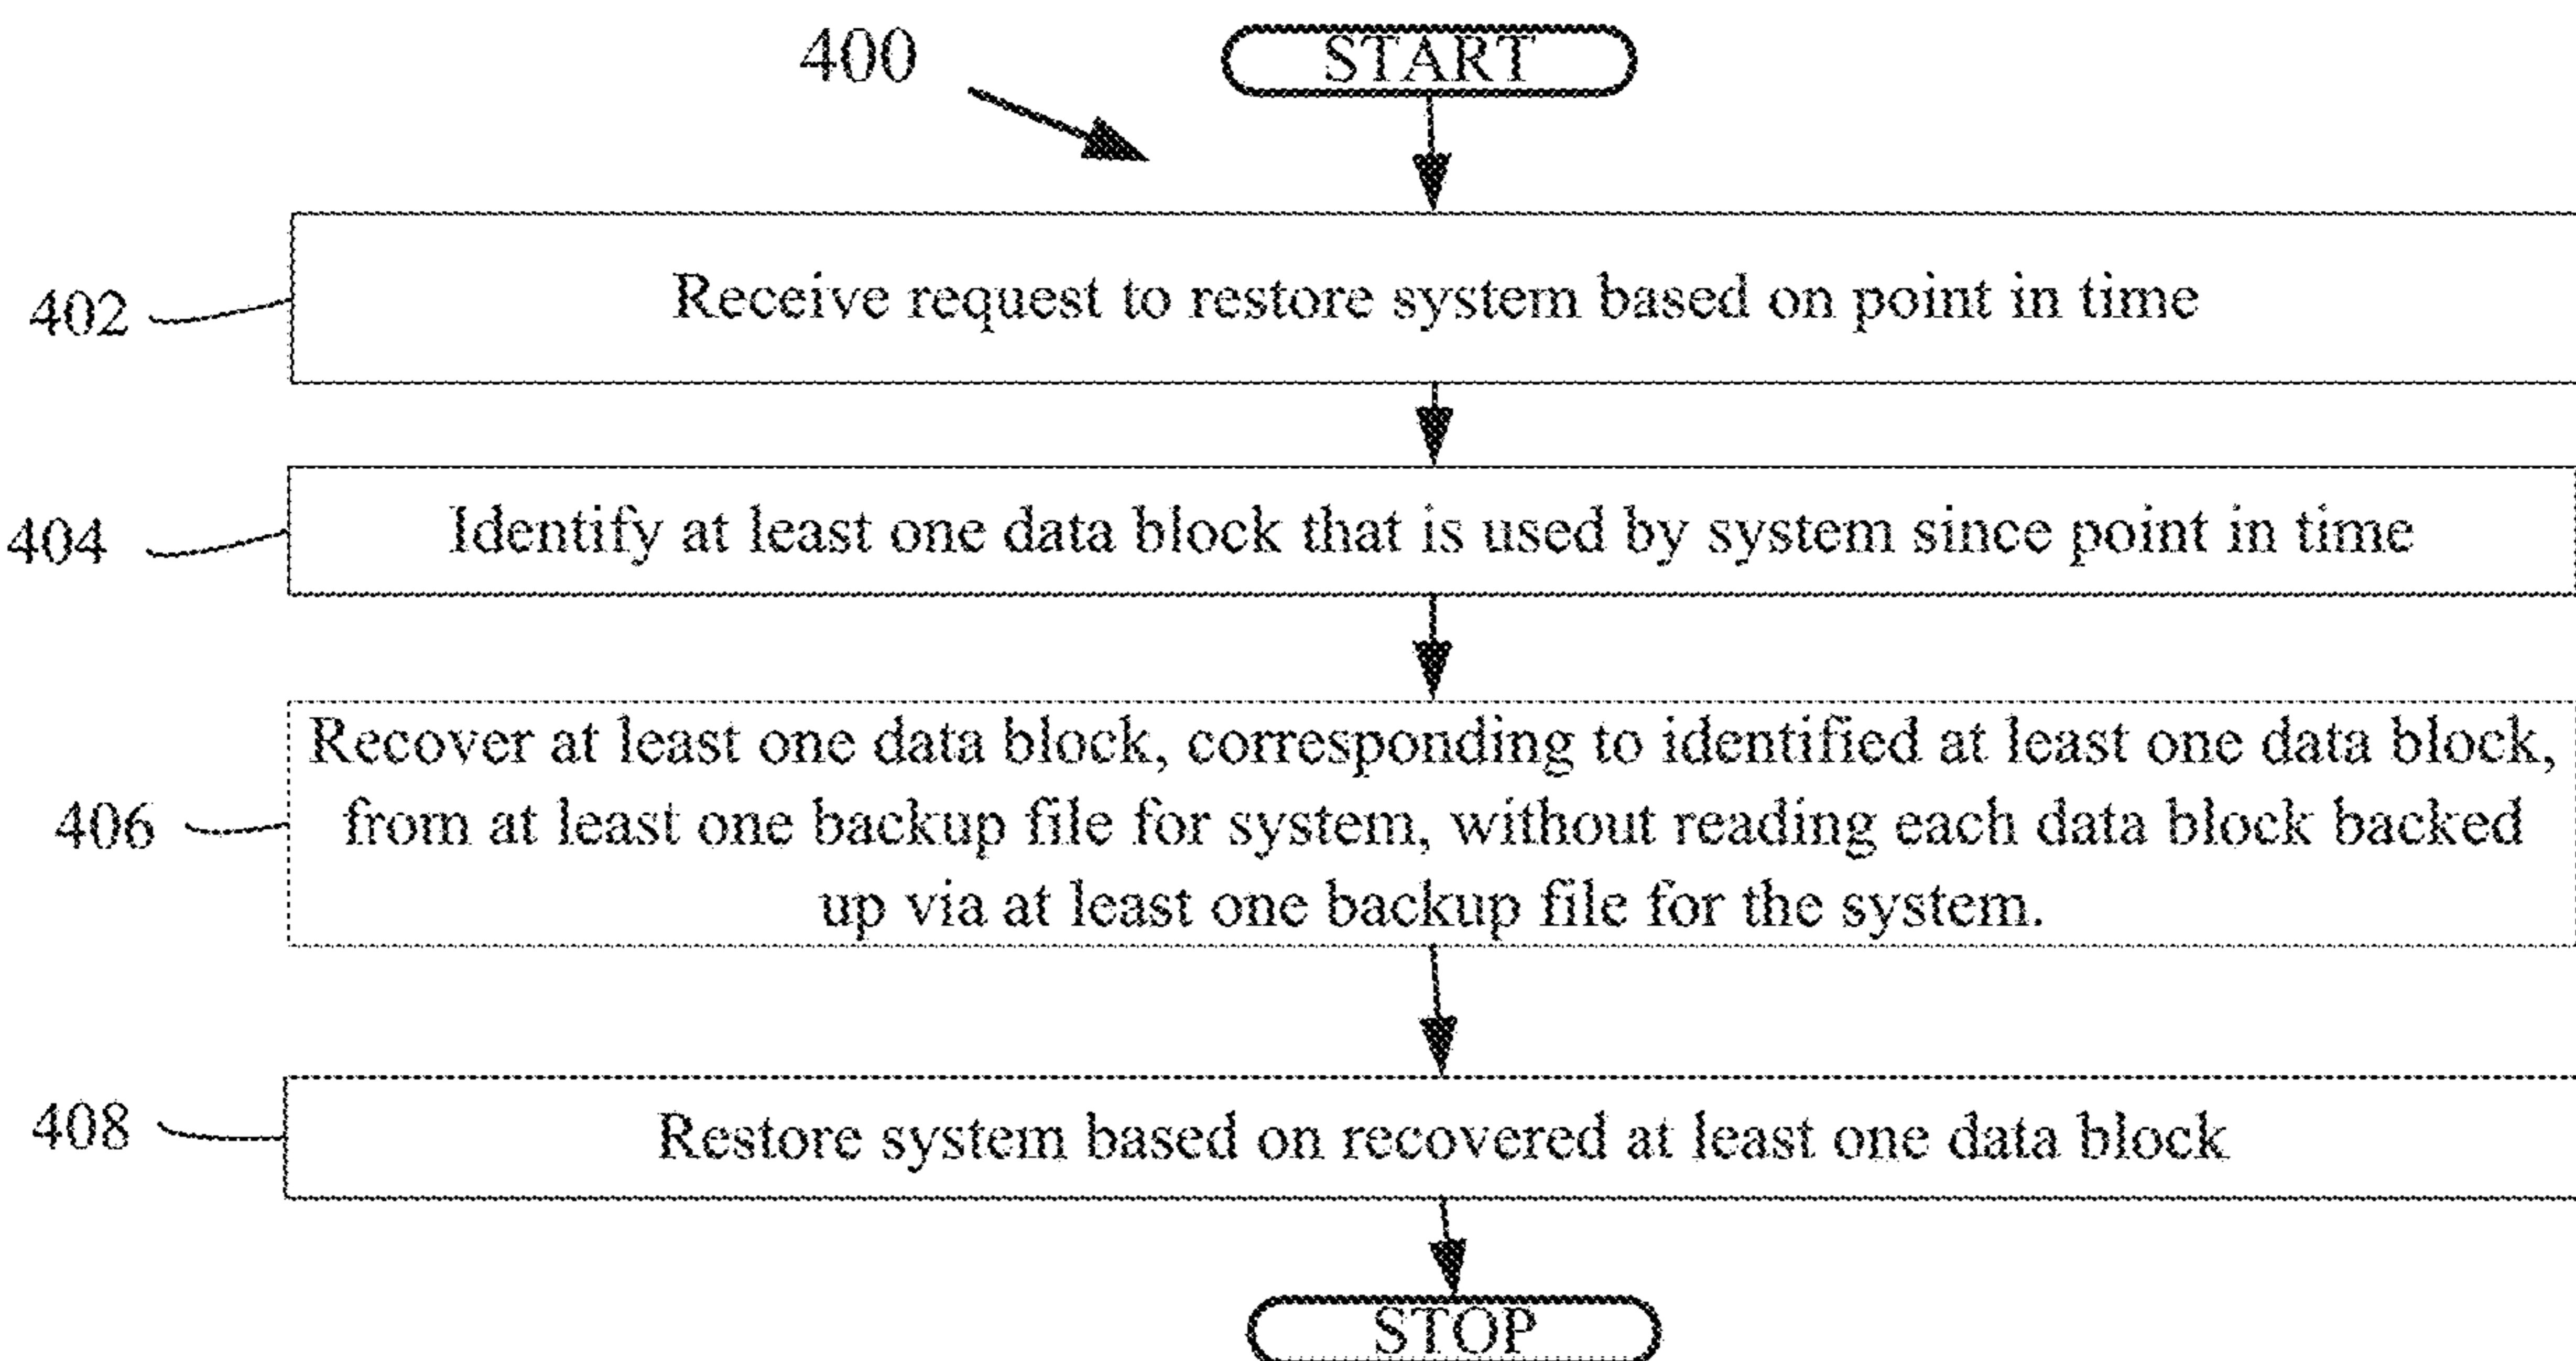 400
START
402
Receive request to restore system based on point in time
404
Identify at least one data block that is used by system since point in time
406
Recover at least one data block, corresponding to identified at least one data block,
from at least one backup file for system, without reading each data block backed
up via at least one backup file for the system.
408
Restore system based on recovered at least one data block
STOP